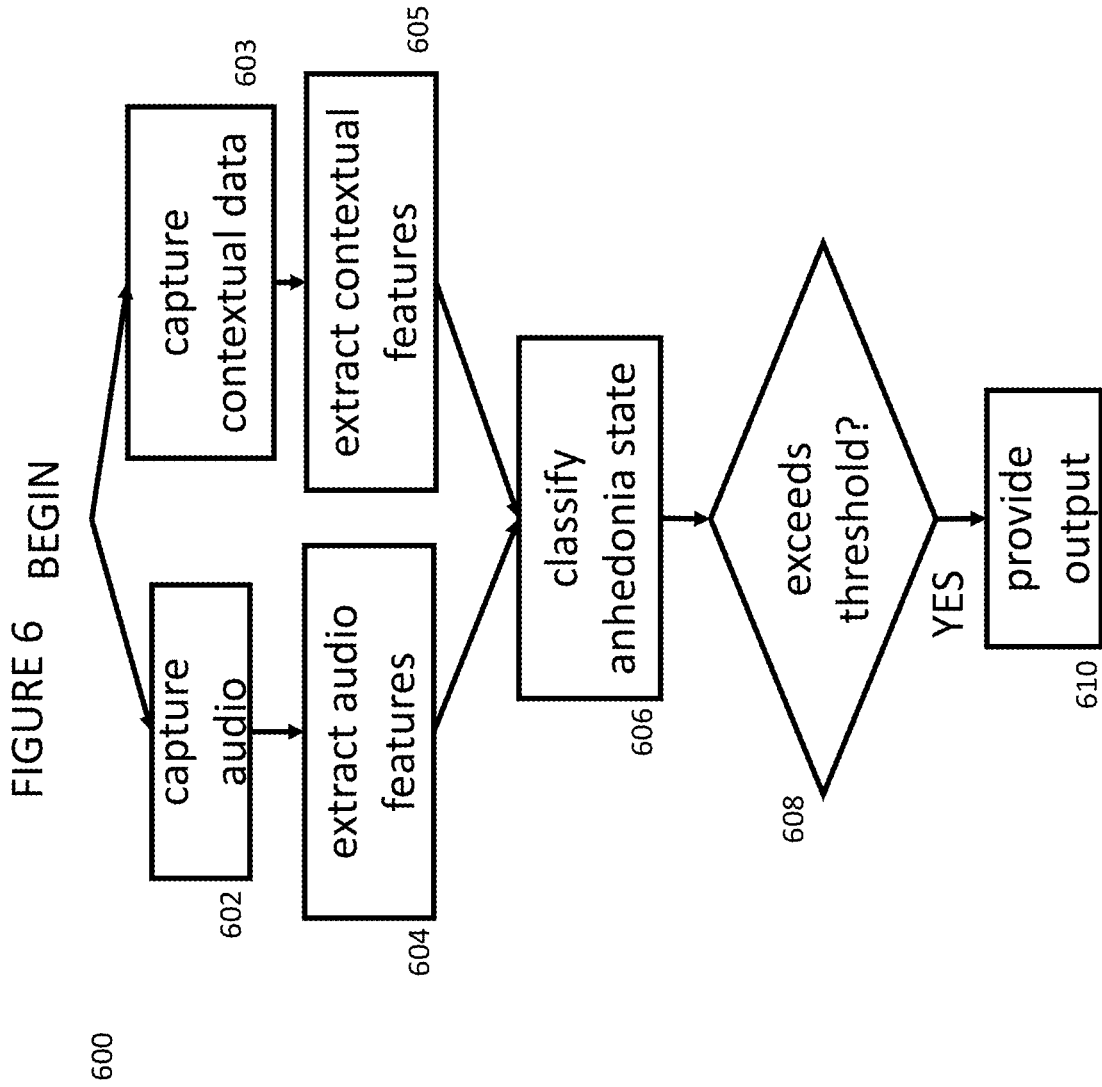 600
FIGURE 6
BEGIN
capture
audio
602
capture
contextual data
603
extract audio
features
604
extract contextual
features
605
classify
anhedonia state
606
exceeds
threshold?
608
YES
provide
output
610